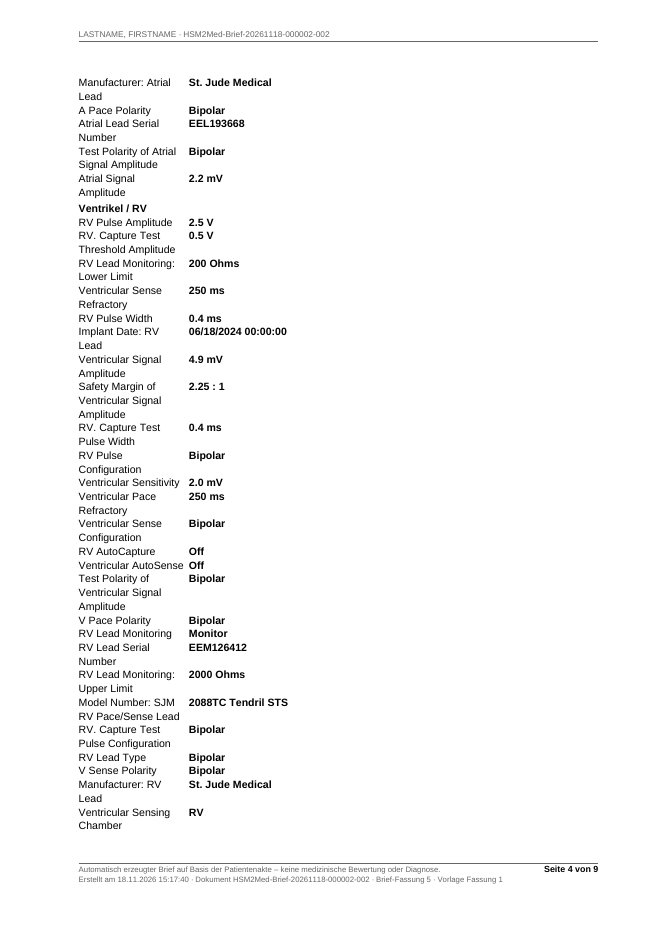 LASTNAME, FIRSTNAME · HSM2Med-Brief-20261118-000002-002
Manufacturer: Atrial St. Jude Medical
Lead
A Pace Polarity Bipolar
Atrial Lead Serial EEL193668
Number
Test Polarity of Atrial Bipolar
Signal Amplitude
Atrial Signal 2.2 mV
Amplitude
Ventrikel / RV
RV Pulse Amplitude 2.5 V
RV. Capture Test 0.5 V
Threshold Amplitude
RV Lead Monitoring: 200 Ohms
Lower Limit
Ventricular Sense 250 ms
Refractory
RV Pulse Width 0.4 ms
Implant Date: RV 06/18/2024 00:00:00
Lead
Ventricular Signal 4.9 mV
Amplitude
Safety Margin of 2.25 : 1
Ventricular Signal
Amplitude
RV. Capture Test 0.4 ms
Pulse Width
RV Pulse Bipolar
Configuration
Ventricular Sensitivity 2.0 mV
Ventricular Pace 250 ms
Refractory
Ventricular Sense Bipolar
Configuration
RV AutoCapture Off
Ventricular AutoSense Off
Test Polarity of Bipolar
Ventricular Signal
Amplitude
V Pace Polarity Bipolar
RV Lead Monitoring Monitor
RV Lead Serial EEM126412
Number
RV Lead Monitoring: 2000 Ohms
Upper Limit
Model Number: SJM 2088TC Tendril STS
RV Pace/Sense Lead
RV. Capture Test Bipolar
Pulse Configuration
RV Lead Type Bipolar
V Sense Polarity Bipolar
Manufacturer: RV St. Jude Medical
Lead
Ventricular Sensing RV
Chamber
Automatisch erzeugter Brief auf Basis der Patientenakte – keine medizinische Bewertung oder Diagnose. Seite 4 von 9
Erstellt am 18.11.2026 15:17:40 · Dokument HSM2Med-Brief-20261118-000002-002 · Brief-Fassung 5 · Vorlage Fassung 1